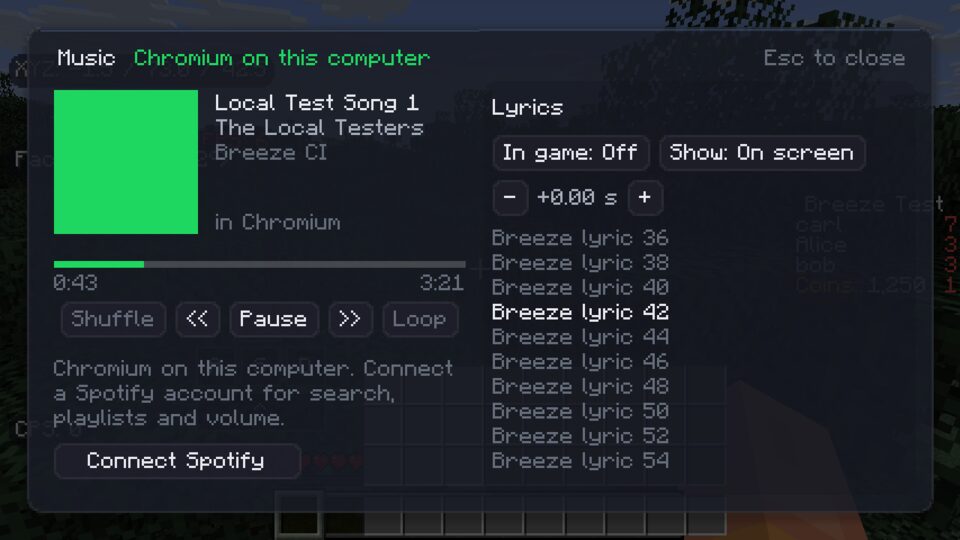 Music Chromium on this computer
Esc to close
Local Test Song 1
The Local Testers
Breeze CI
in Chromium
0:43
3:21
Shuffle
<<
Pause
>>
Loop
Chromium on this computer. Connect
a Spotify account for search,
playlists and volume.
Connect Spotify
Lyrics
In game: Off
Show: On screen
-
+0.00 s
+
Breeze lyric 36
Breeze lyric 38
Breeze lyric 40
Breeze lyric 42
Breeze lyric 44
Breeze lyric 46
Breeze lyric 48
Breeze lyric 50
Breeze lyric 52
Breeze lyric 54
Breeze Test
carl 7
Alice 3
bob 3
Coins: 1,250 1